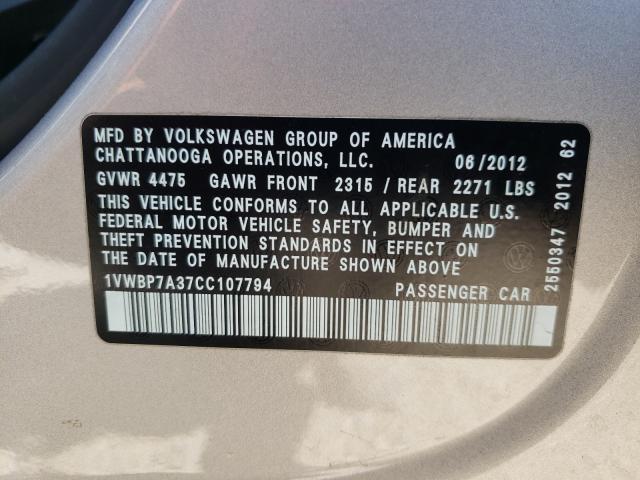 MFD BY VOLKSWAGEN GROUP OF AMERICA
CHATTANOOGA OPERATIONS, LLC. 06/2012
GVWR 4475 GAWR FRONT 2315 / REAR 2271 LBS
THIS VEHICLE CONFORMS TO ALL APPLICABLE U.S.
FEDERAL MOTOR VEHICLE SAFETY, BUMPER AND
THEFT PREVENTION STANDARDS IN EFFECT ON
THE DATE OF MANUFACTURE SHOWN ABOVE
1VWBP7A37CC107794 PASSENGER CAR
2550347 2012 62